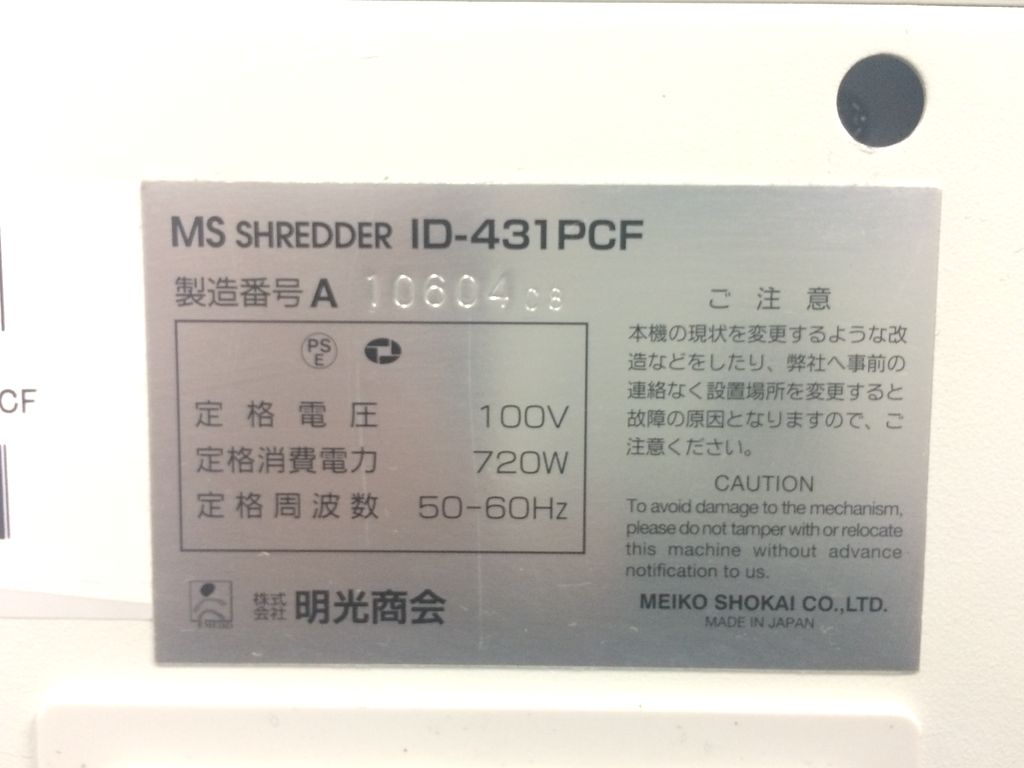 MS SHREDDER ID-431PCF
製造番号 A 10604 08
PS
E
定格電圧 100V
定格消費電力 720W
定格周波数 50-60Hz
株式
会社 明光商会
ご注意
本機の現状を変更するような改
造などをしたり、弊社へ事前の
連絡なく設置場所を変更すると
故障の原因となりますので、ご
注意ください。
CAUTION
To avoid damage to the mechanism,
please do not tamper with or relocate
this machine without advance
notification to us.
MEIKO SHOKAI CO.,LTD.
MADE IN JAPAN
CF